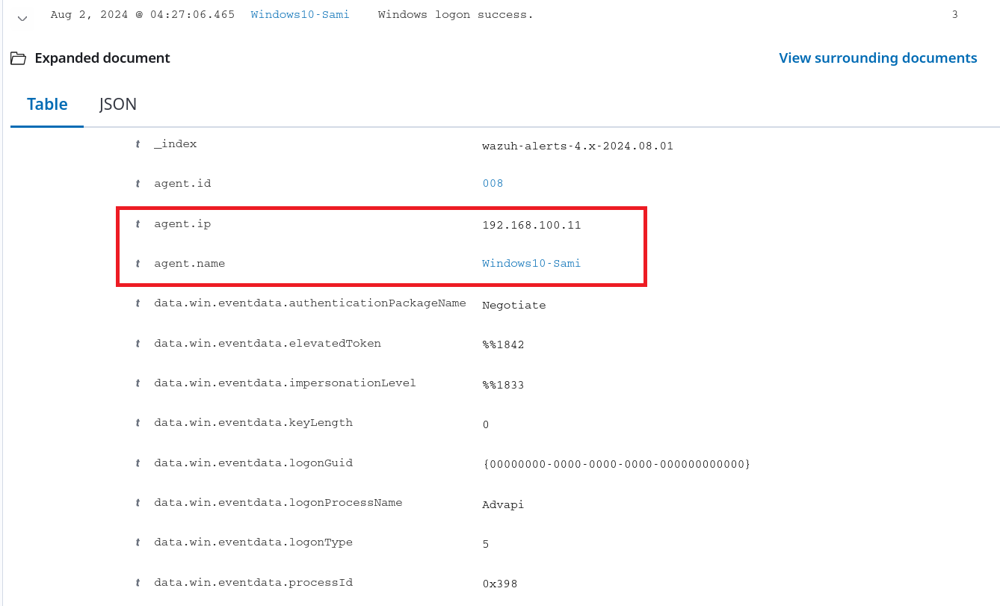 Aug 2, 2024 @ 04:27:06.465 Windows10-Sami Windows logon success. 3
Expanded document View surrounding documents
Table JSON
t _index wazuh-alerts-4.x-2024.08.01
t agent.id 008
t agent.ip 192.168.100.11
t agent.name Windows10-Sami
t data.win.eventdata.authenticationPackageName Negotiate
t data.win.eventdata.elevatedToken %%1842
t data.win.eventdata.impersonationLevel %%1833
t data.win.eventdata.keyLength 0
t data.win.eventdata.logonGuid {00000000-0000-0000-0000-000000000000}
t data.win.eventdata.logonProcessName Advapi
t data.win.eventdata.logonType 5
t data.win.eventdata.processId 0x398